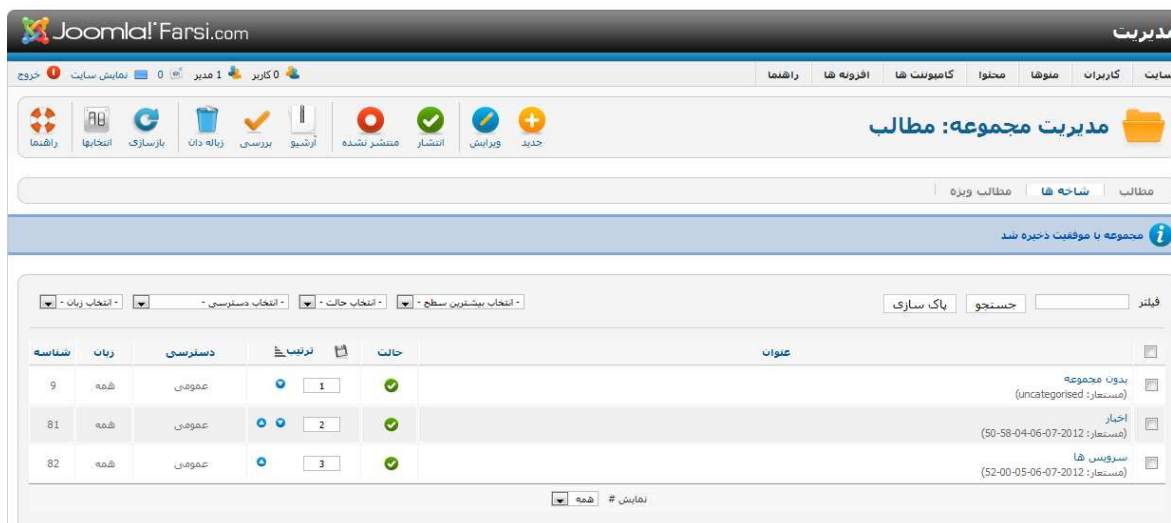 Joomla! Farsi.com
مدیریت
سایت کاربران منوها محتوا کامپوننت ها افزونه ها راهنما
0 کاربر 1 مدیر 0 نمایش سایت خروج
مدیریت مجموعه: مطالب
جدید ویرایش انتشار منتشر نشده آرشیو بررسی زباله دان بازسازی انتخابها راهنما
مطالب شاخه ها مطالب ویژه
مجموعه با موفقیت ذخیره شد
فیلتر جستجو پاک سازی - انتخاب بیشترین سطح - - انتخاب حالت - - انتخاب دسترسی - - انتخاب زبان -
عنوان حالت ترتیب دسترسی زبان شناسه
بدون مجموعه 1 عمومی همه 9
(مستعار: uncategorised)
اخبار 2 عمومی همه 81
(مستعار: 2012-07-06-04-58-50)
سرویس ها 3 عمومی همه 82
(مستعار: 2012-07-06-05-00-52)
نمایش # همه